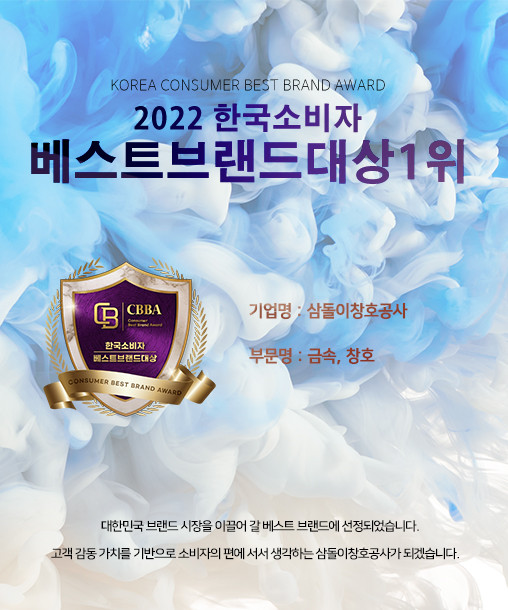 KOREA CONSUMER BEST BRAND AWARD
2022 한국소비자
베스트브랜드대상1위
CB CBBA
Consumer
Best Brand Award
한국소비자
베스트브랜드대상
CONSUMER BEST BRAND AWARD
기업명 : 삼돌이창호공사
부문명 : 금속, 창호
대한민국 브랜드 시장을 이끌어 갈 베스트 브랜드에 선정되었습니다.
고객 감동 가치를 기반으로 소비자의 편에 서서 생각하는 삼돌이창호공사가 되겠습니다.